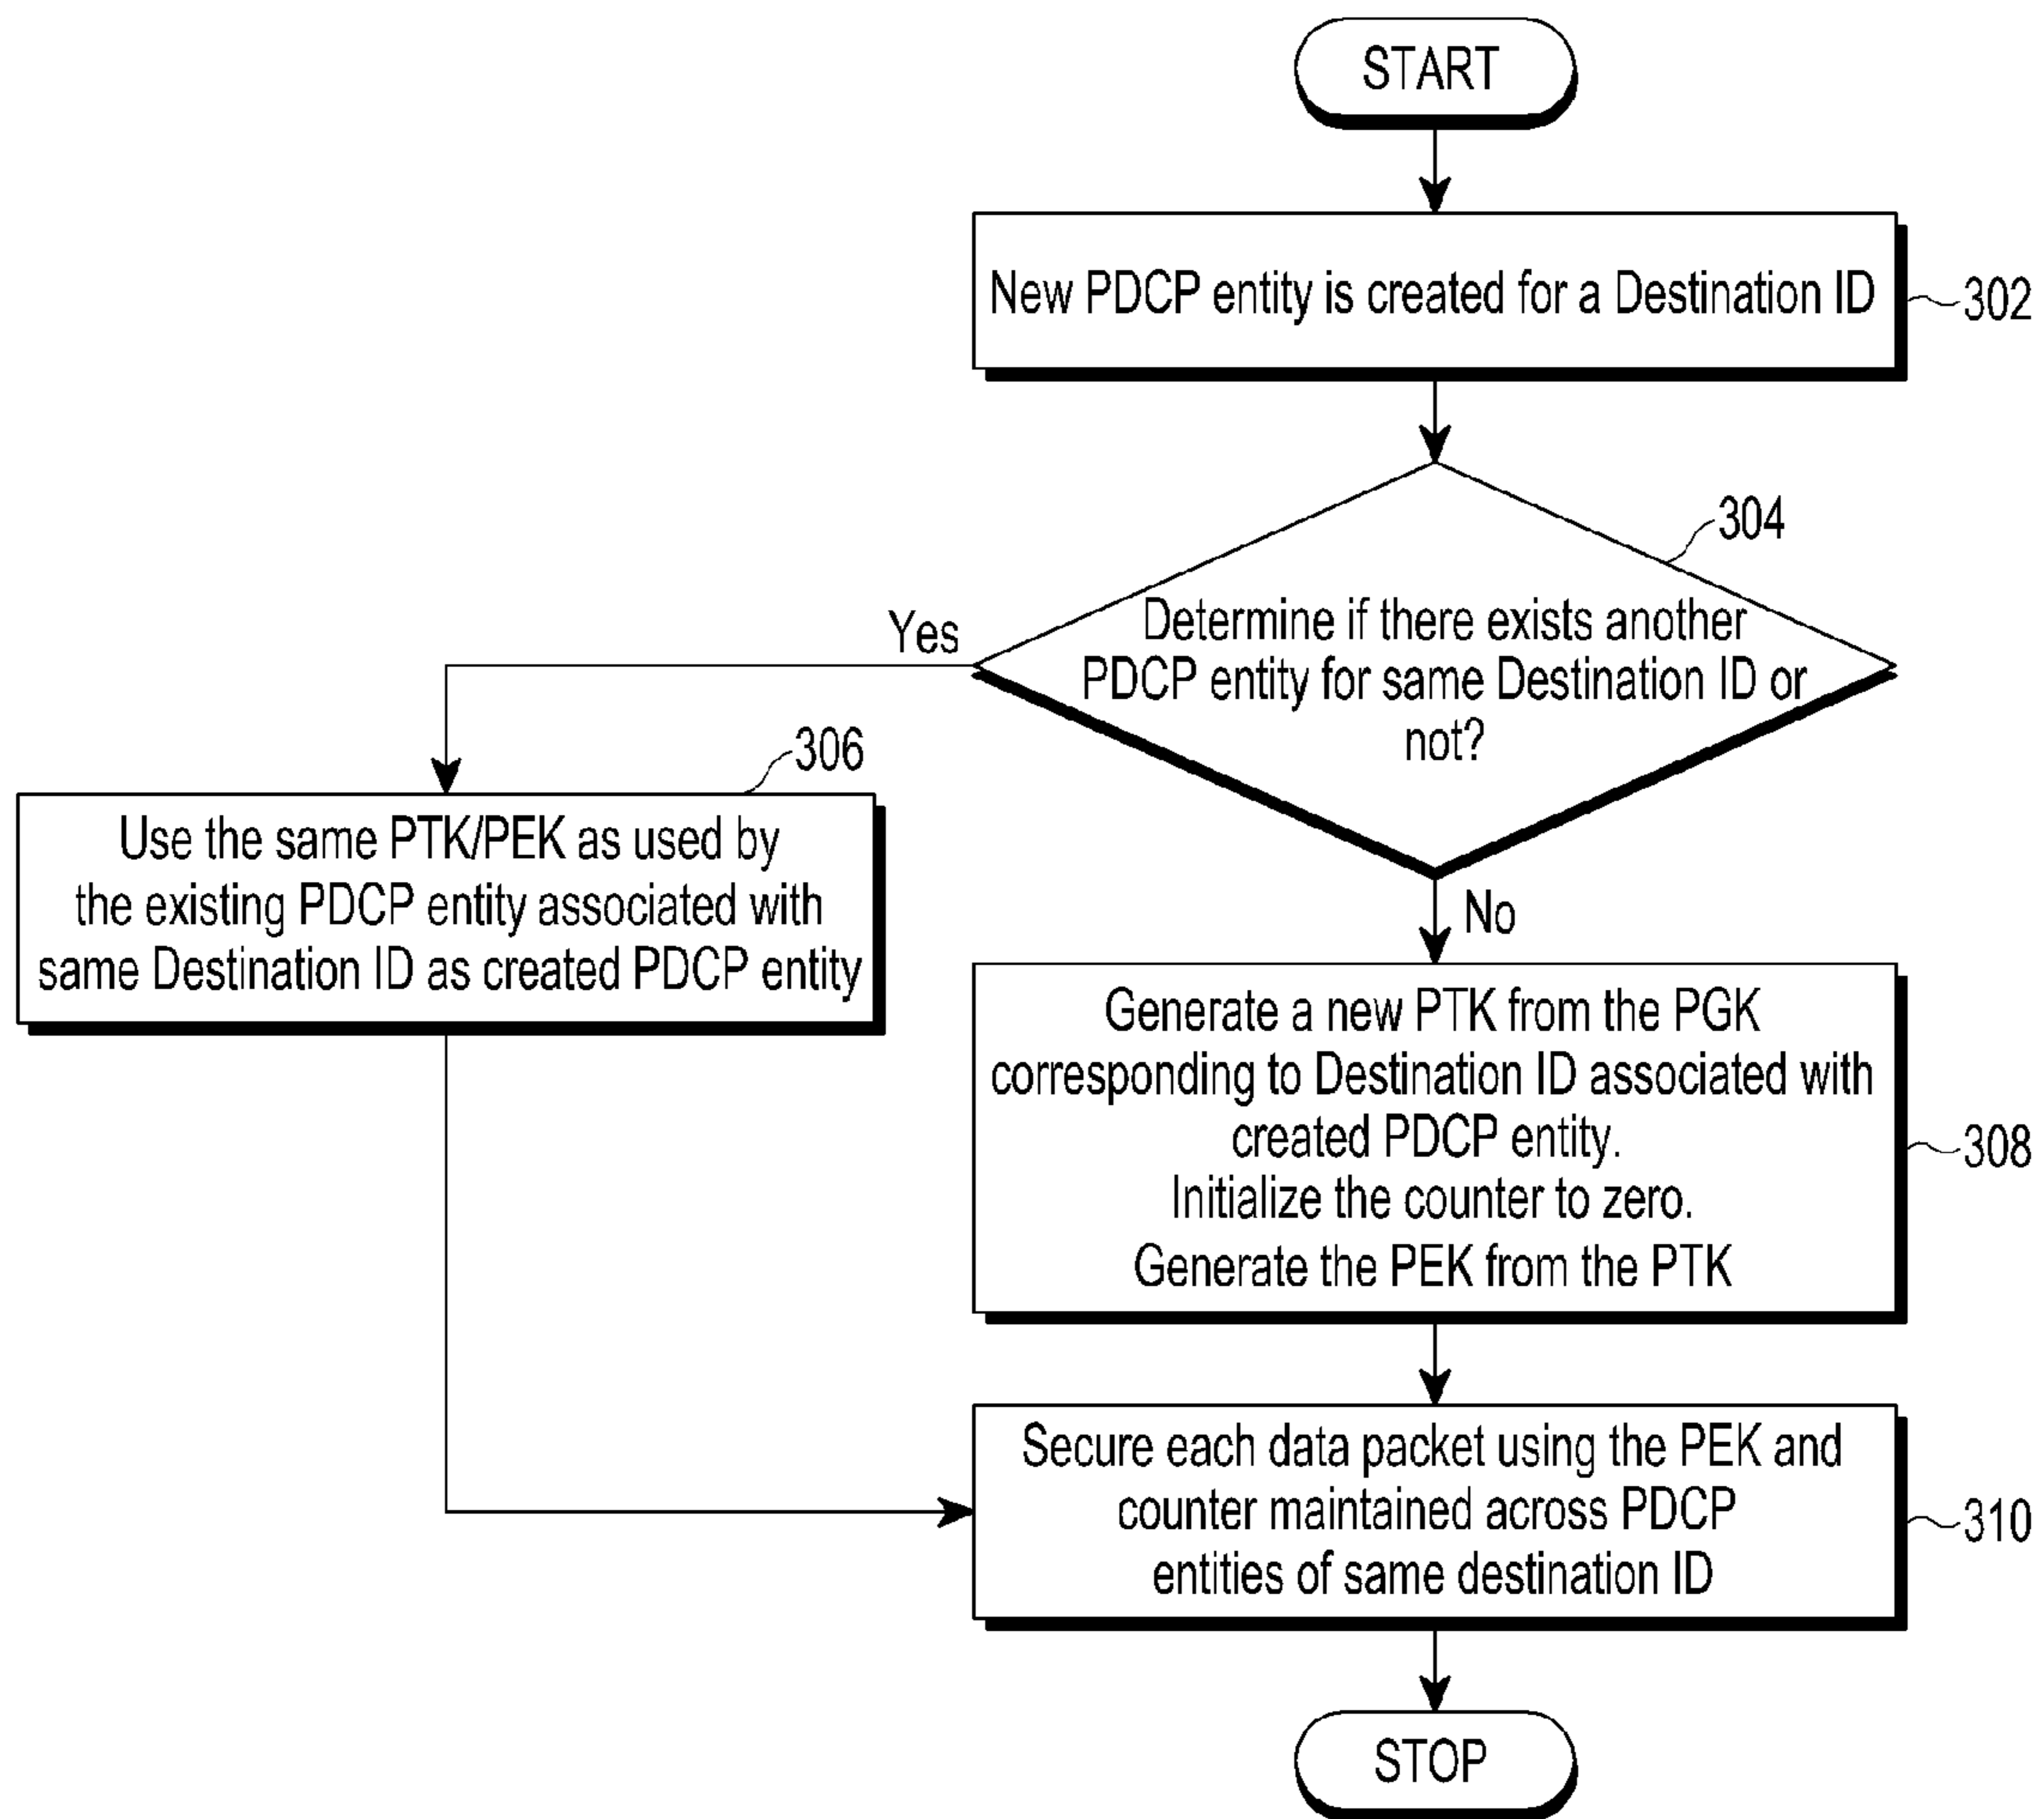 START
New PDCP entity is created for a Destination ID
302
304
Determine if there exists another
PDCP entity for same Destination ID or
not?
Yes
306
Use the same PTK/PEK as used by
the existing PDCP entity associated with
same Destination ID as created PDCP entity
No
Generate a new PTK from the PGK
corresponding to Destination ID associated with
created PDCP entity.
Initialize the counter to zero.
Generate the PEK from the PTK
308
Secure each data packet using the PEK and
counter maintained across PDCP
entities of same destination ID
310
STOP